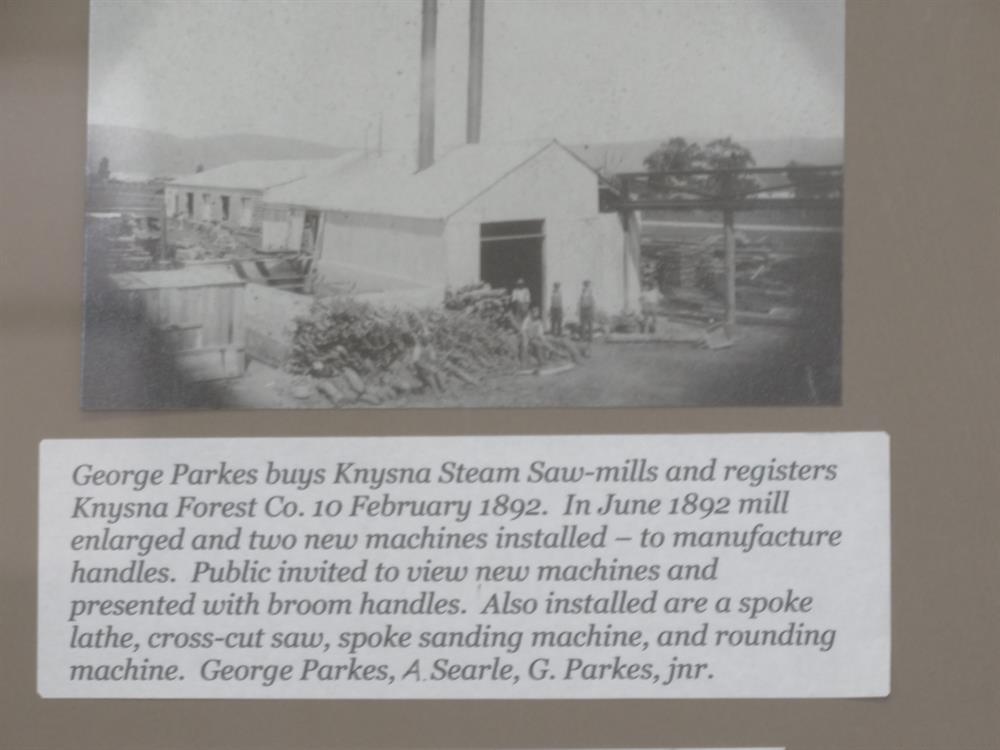 George Parkes buys Knysna Steam Saw-mills and registers
Knysna Forest Co. 10 February 1892.  In June 1892 mill
enlarged and two new machines installed – to manufacture
handles.  Public invited to view new machines and
presented with broom handles.  Also installed are a spoke
lathe, cross-cut saw, spoke sanding machine, and rounding
machine.  George Parkes, A. Searle, G. Parkes, jnr.